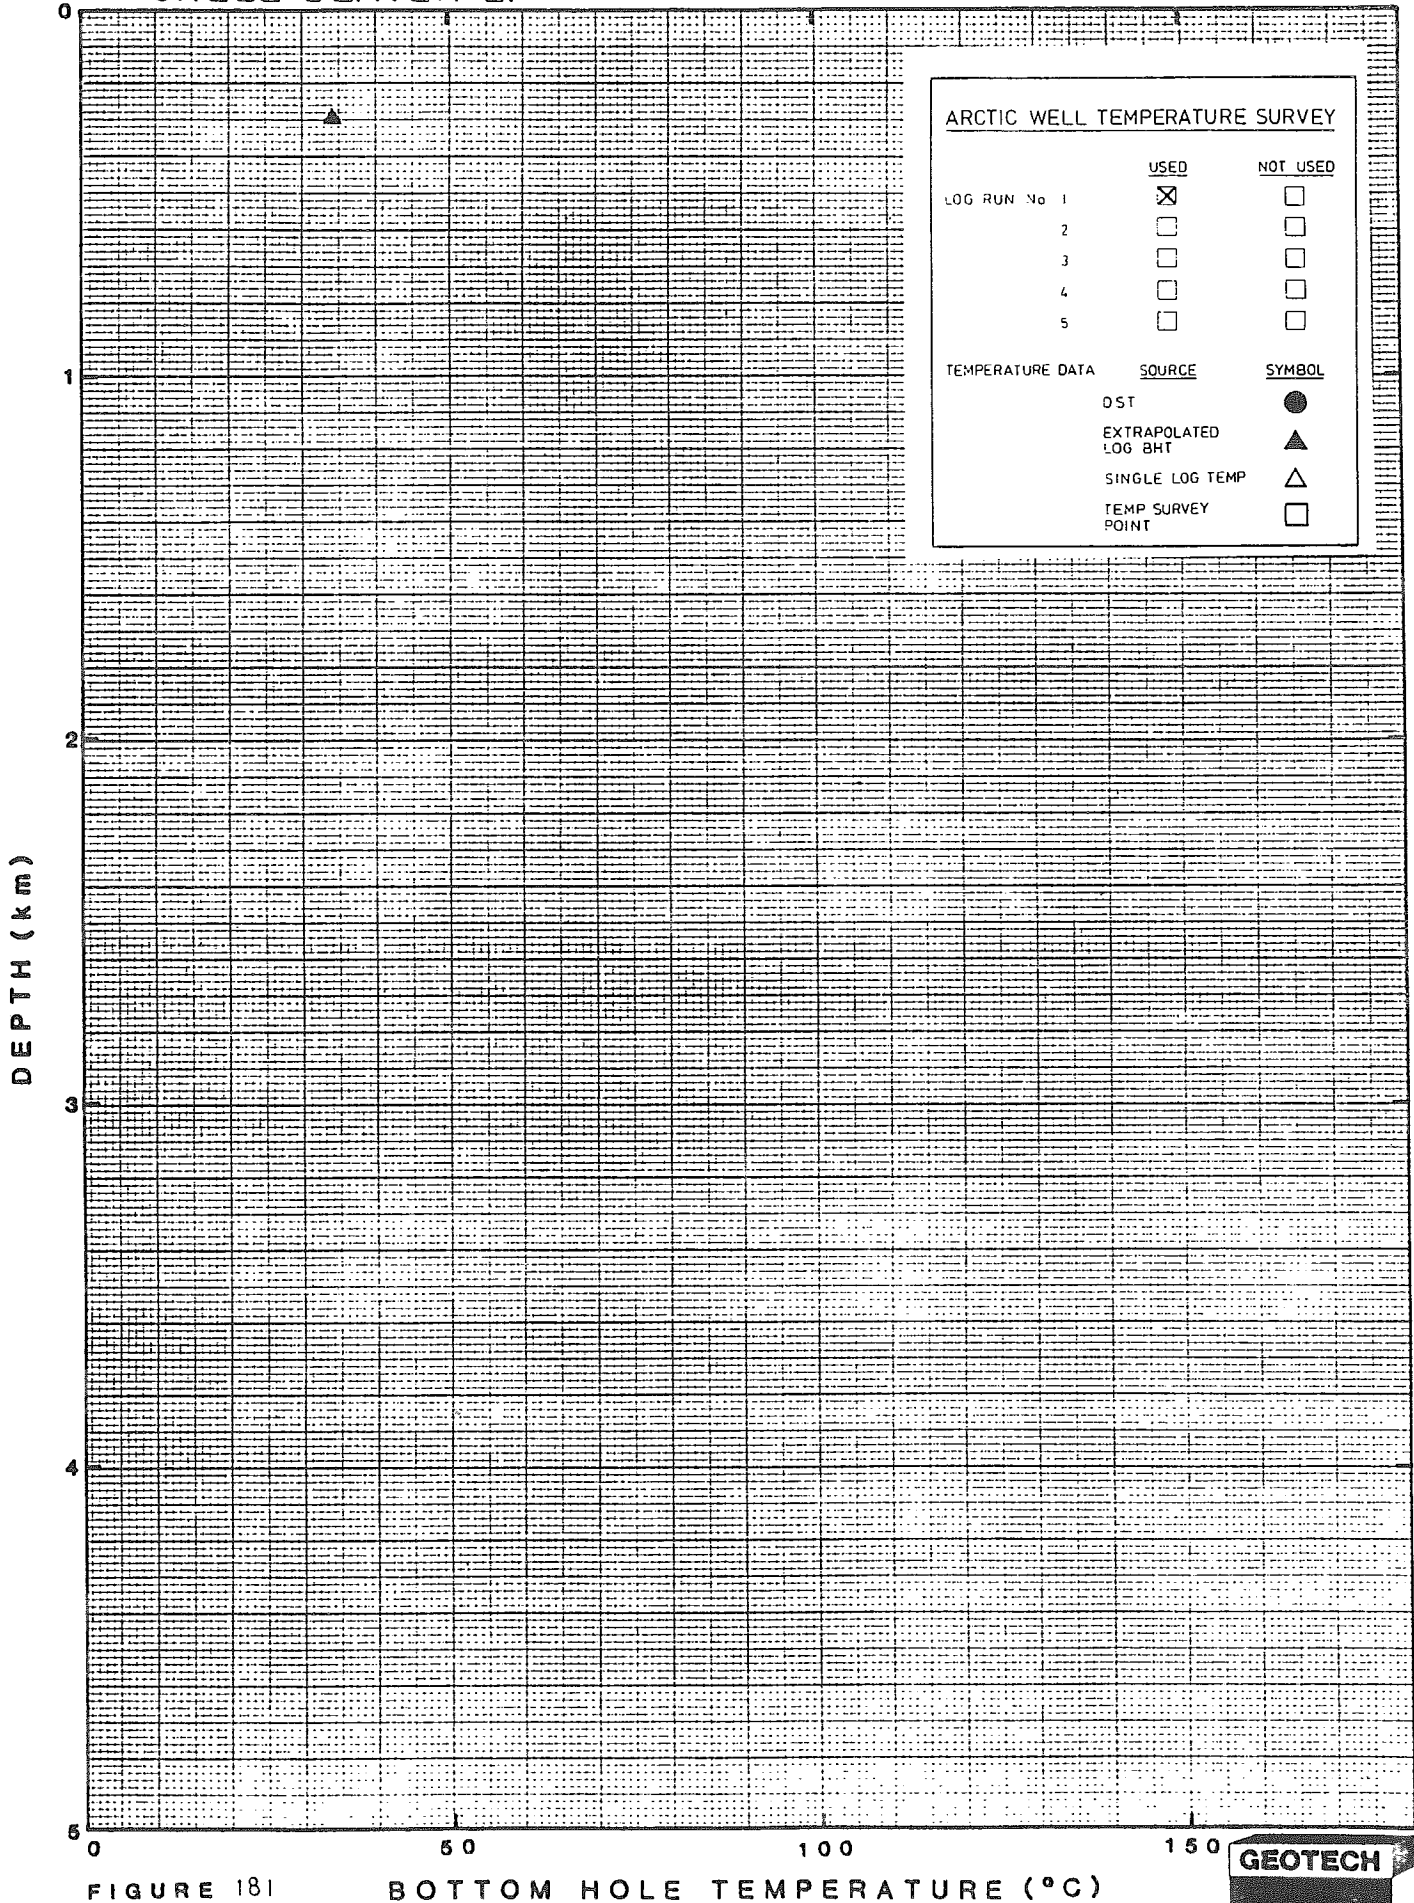 0
ARCTIC WELL TEMPERATURE SURVEY
USED NOT USED
LOG RUN No 1
2
3
4
5
TEMPERATURE DATA SOURCE SYMBOL
DST
EXTRAPOLATED
LOG BHT
SINGLE LOG TEMP
TEMP SURVEY
POINT
1
2
3
4
5
DEPTH (km)
0 50 100 150
GEOTECH
FIGURE 181 BOTTOM HOLE TEMPERATURE (°C)